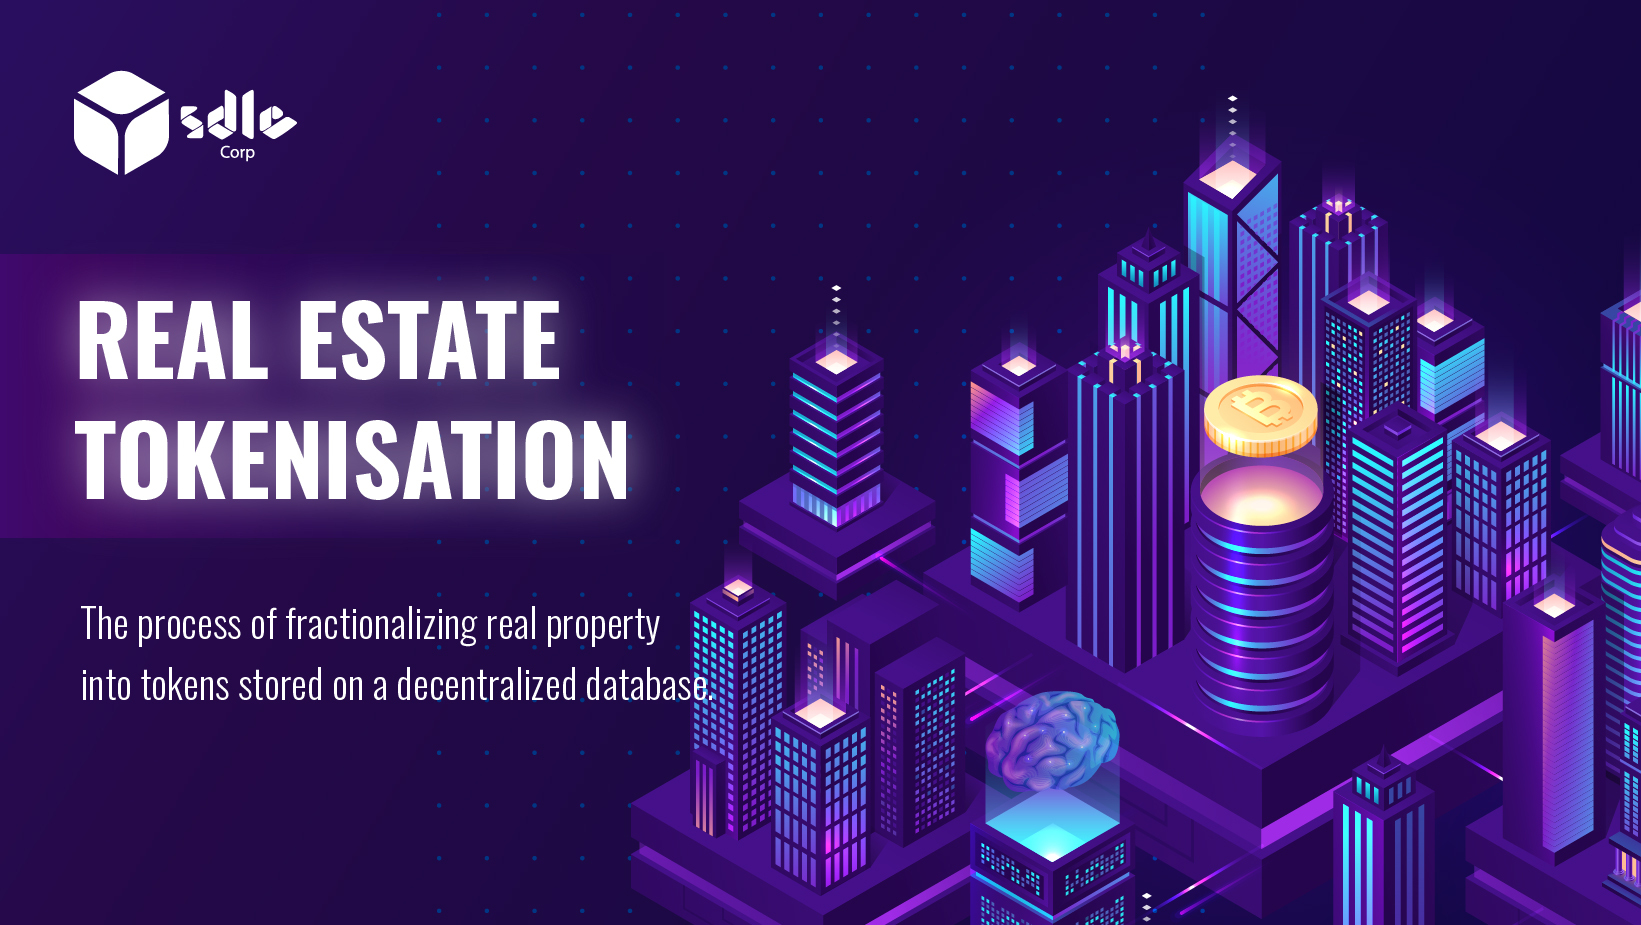 sdlc
Corp
REAL ESTATE
TOKENISATION
The process of fractionalizing real property
into tokens stored on a decentralized database.